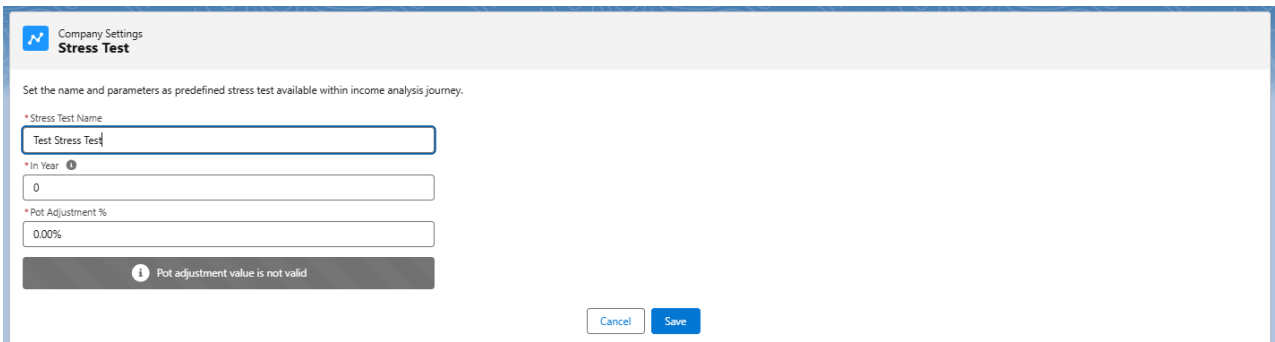 Company Settings
Stress Test
Set the name and parameters as predefined stress test available within income analysis journey.
*Stress Test Name
Test Stress Test
*In Year
0
*Pot Adjustment %
0.00%
Pot adjustment value is not valid
Cancel Save